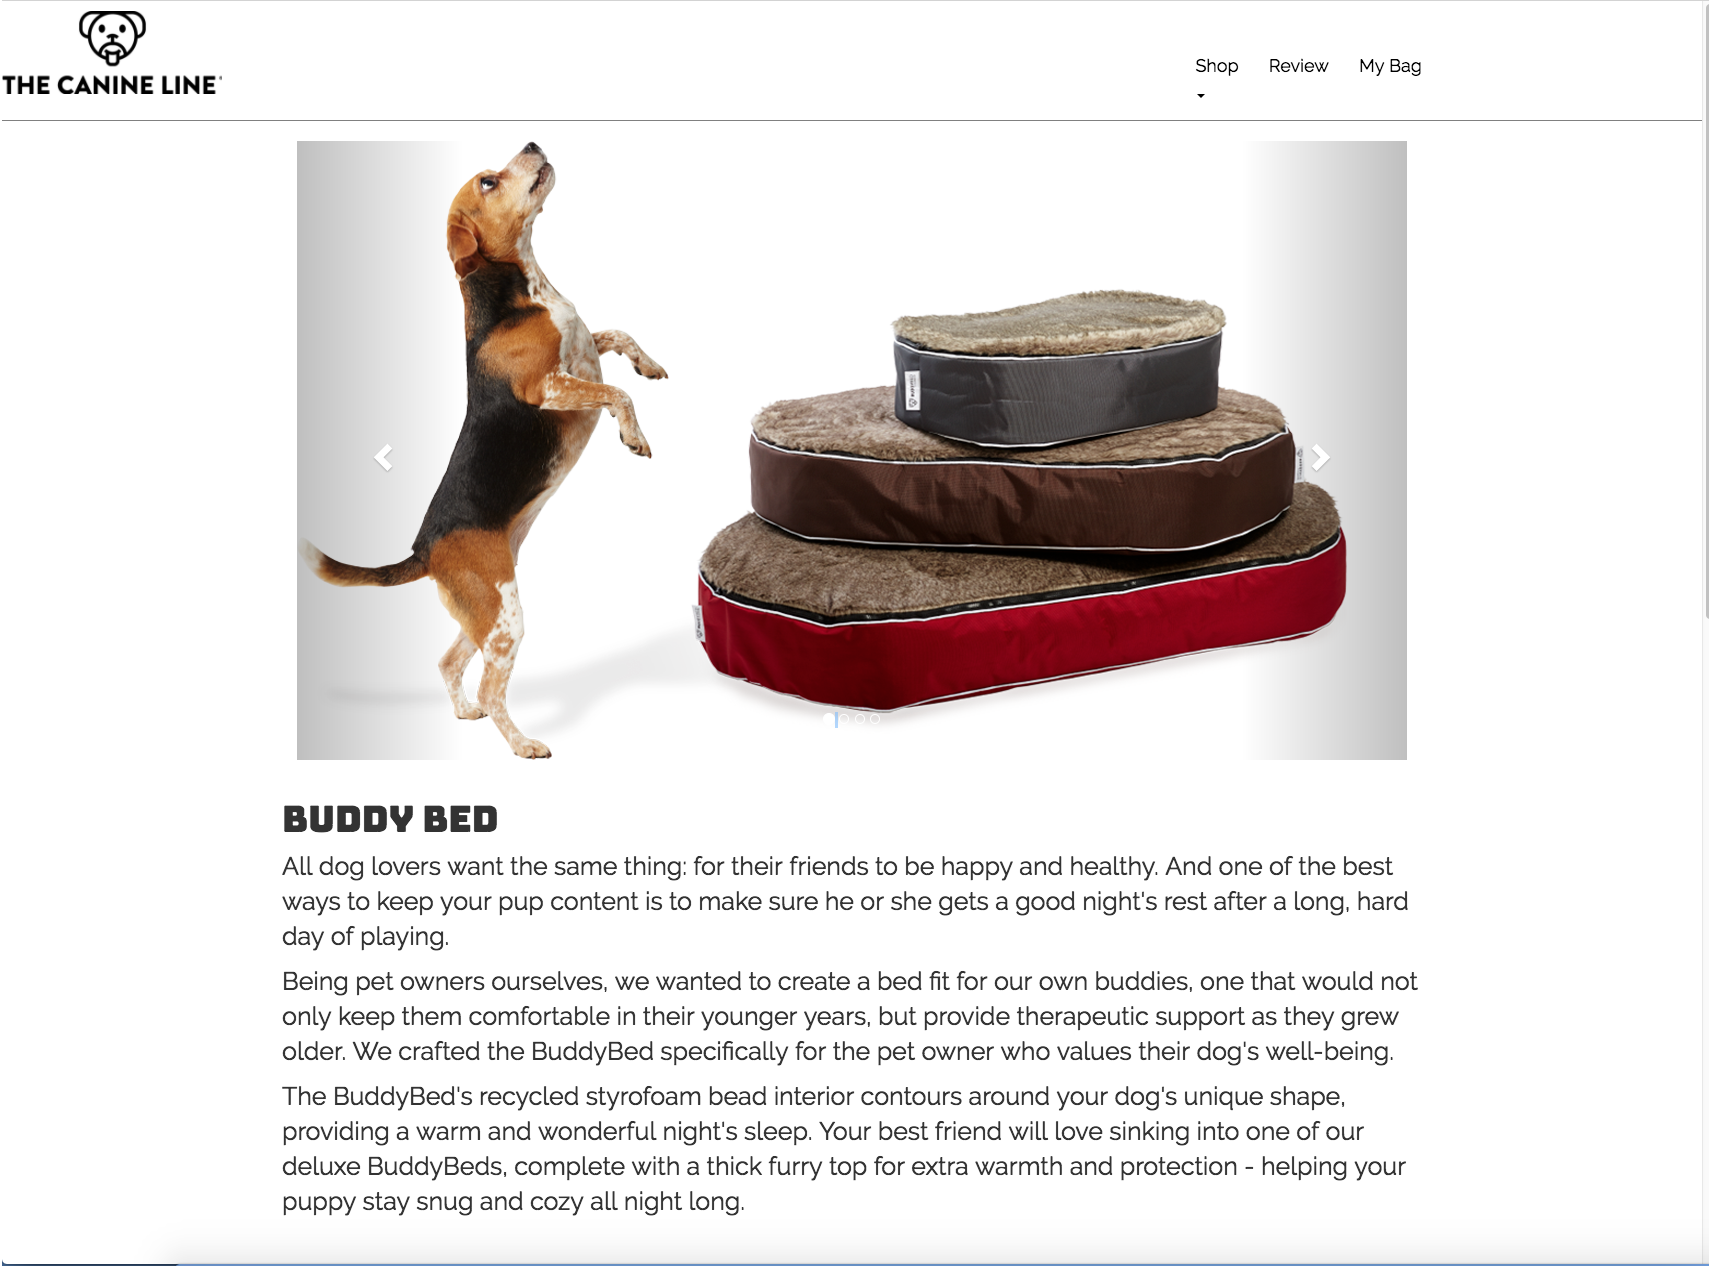 THE CANINE LINE
Shop Review My Bag
BUDDY BED
All dog lovers want the same thing: for their friends to be happy and healthy. And one of the best
ways to keep your pup content is to make sure he or she gets a good night's rest after a long, hard
day of playing.
Being pet owners ourselves, we wanted to create a bed fit for our own buddies, one that would not
only keep them comfortable in their younger years, but provide therapeutic support as they grew
older. We crafted the BuddyBed specifically for the pet owner who values their dog's well-being.
The BuddyBed's recycled styrofoam bead interior contours around your dog's unique shape,
providing a warm and wonderful night's sleep. Your best friend will love sinking into one of our
deluxe BuddyBeds, complete with a thick furry top for extra warmth and protection - helping your
puppy stay snug and cozy all night long.